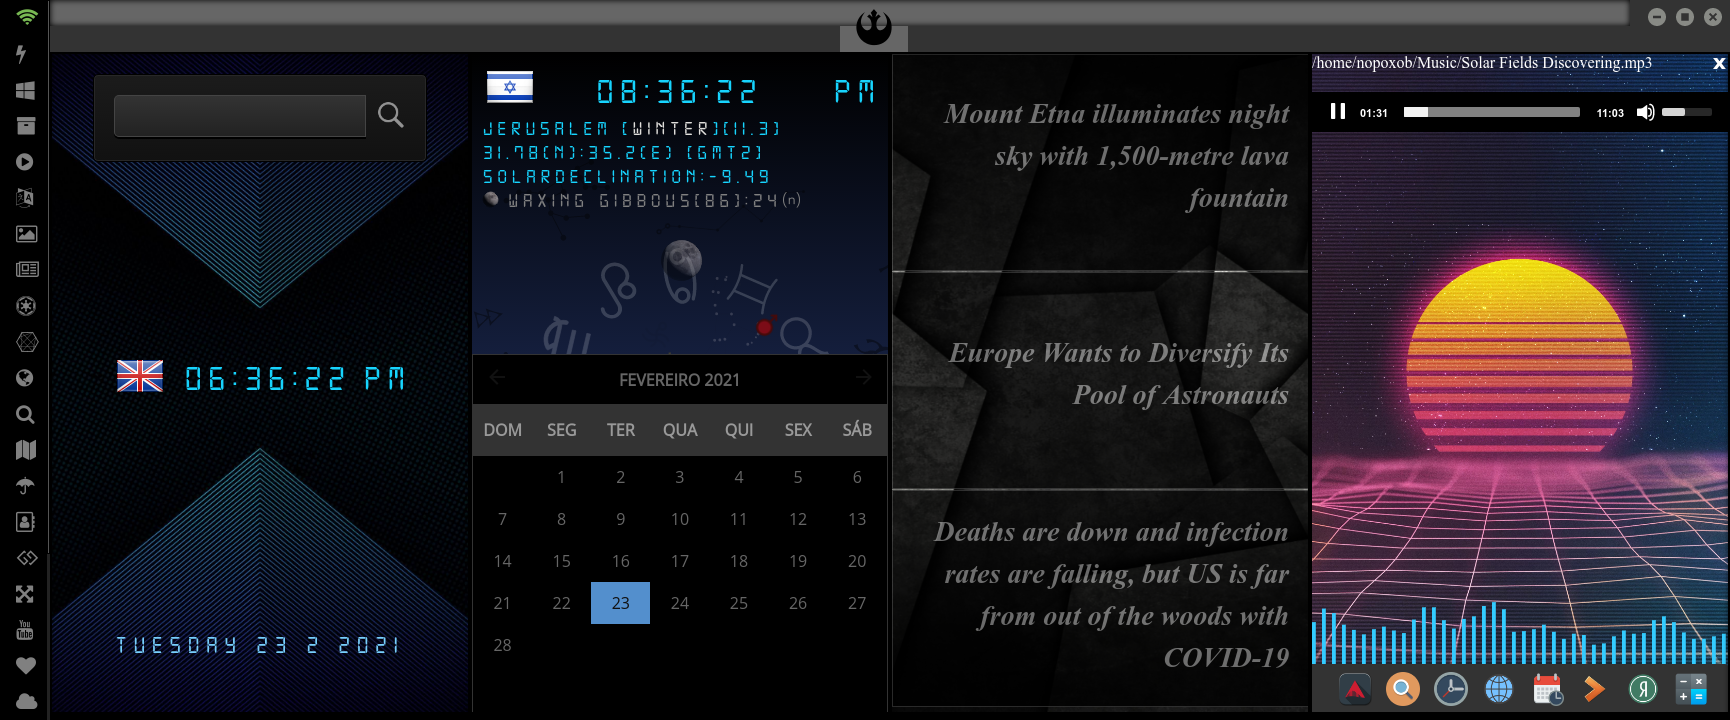 06:36:22 PM
TUESDAY 23 2 2021
08:36:22 PM
JERUSALEM [WINTER][11.3]
31.78(N):35.2(E) [GMT2]
SOLARDECLINATION:-9.49
WAXING GIBBOUS[86]:24(n)
FEVEREIRO 2021
DOM SEG TER QUA QUI SEX SÁB
1 2 3 4 5 6
7 8 9 10 11 12 13
14 15 16 17 18 19 20
21 22 23 24 25 26 27
28
Mount Etna illuminates night
sky with 1,500-metre lava
fountain
Europe Wants to Diversify Its
Pool of Astronauts
Deaths are down and infection
rates are falling, but US is far
from out of the woods with
COVID-19
/home/nopoxob/Music/Solar Fields Discovering.mp3 x
01:31 11:03
You
Tube
Я